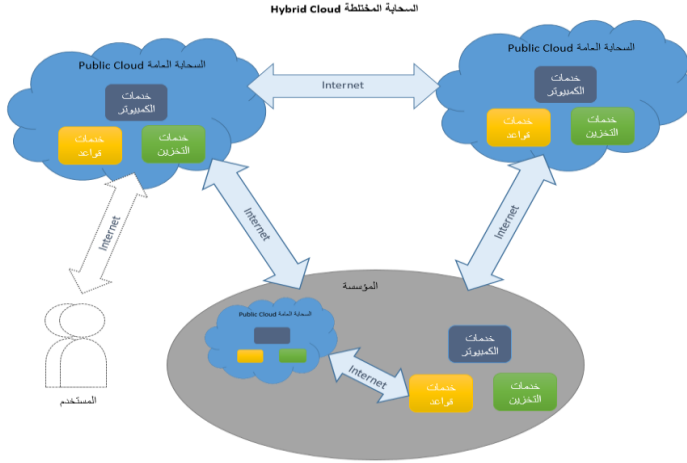 السحابة المختلطة Hybrid Cloud
السحابة العامة Public Cloud
خدمات
الكمبيوتر
خدمات
قواعد
خدمات
التخزين
Internet
السحابة العامة Public Cloud
خدمات
الكمبيوتر
خدمات
قواعد
خدمات
التخزين
Internet
Internet
Internet
المستخدم
المؤسسة
السحابة العامة Public Cloud
Internet
خدمات
الكمبيوتر
خدمات
قواعد
خدمات
التخزين